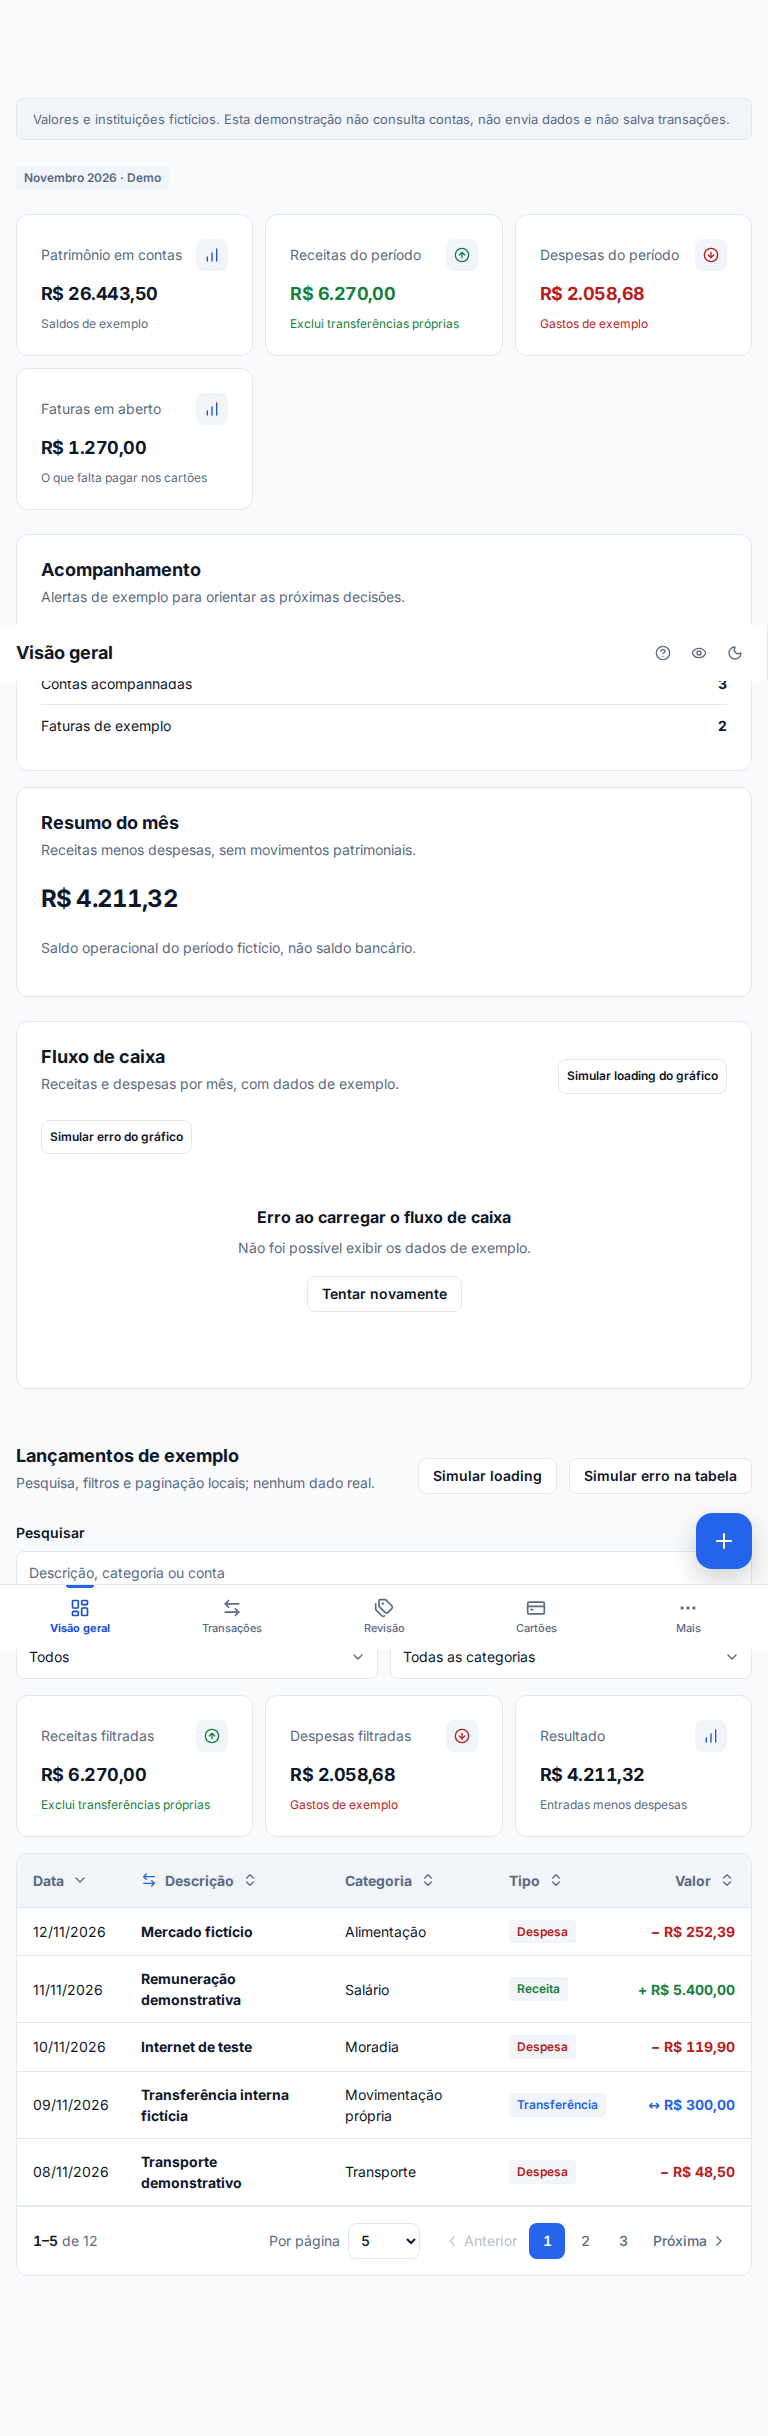 Valores e instituições fictícios. Esta demonstração não consulta contas, não envia dados e não salva transações.
Novembro 2026 · Demo
Patrimônio em contas
R$ 26.443,50
Saldos de exemplo
Receitas do período
R$ 6.270,00
Exclui transferências próprias
Despesas do período
R$ 2.058,68
Gastos de exemplo
Faturas em aberto
R$ 1.270,00
O que falta pagar nos cartões
Acompanhamento
Alertas de exemplo para orientar as próximas decisões.
Visão geral
Contas acompanhadas 3
Faturas de exemplo 2
Resumo do mês
Receitas menos despesas, sem movimentos patrimoniais.
R$ 4.211,32
Saldo operacional do período fictício, não saldo bancário.
Fluxo de caixa
Receitas e despesas por mês, com dados de exemplo.
Simular loading do gráfico
Simular erro do gráfico
Erro ao carregar o fluxo de caixa
Não foi possível exibir os dados de exemplo.
Tentar novamente
Lançamentos de exemplo
Pesquisa, filtros e paginação locais; nenhum dado real.
Simular loading
Simular erro na tabela
Pesquisar
Descrição, categoria ou conta
Visão geral
Transações
Revisão
Cartões
Mais
Todos
Todas as categorias
Receitas filtradas
R$ 6.270,00
Exclui transferências próprias
Despesas filtradas
R$ 2.058,68
Gastos de exemplo
Resultado
R$ 4.211,32
Entradas menos despesas
Data Descrição Categoria Tipo Valor
12/11/2026 Mercado fictício Alimentação Despesa − R$ 252,39
11/11/2026 Remuneração demonstrativa Salário Receita + R$ 5.400,00
10/11/2026 Internet de teste Moradia Despesa − R$ 119,90
09/11/2026 Transferência interna fictícia Movimentação própria Transferência ↔ R$ 300,00
08/11/2026 Transporte demonstrativo Transporte Despesa − R$ 48,50
1–5 de 12 Por página 5 Anterior 1 2 3 Próxima